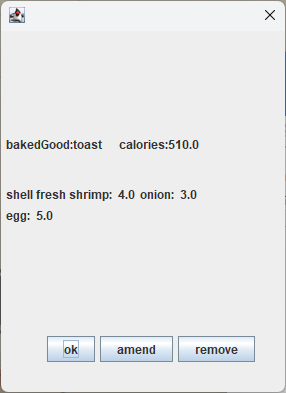 bakedGood:toast calories:510.0
shell fresh shrimp: 4.0 onion: 3.0
egg: 5.0
ok amend remove